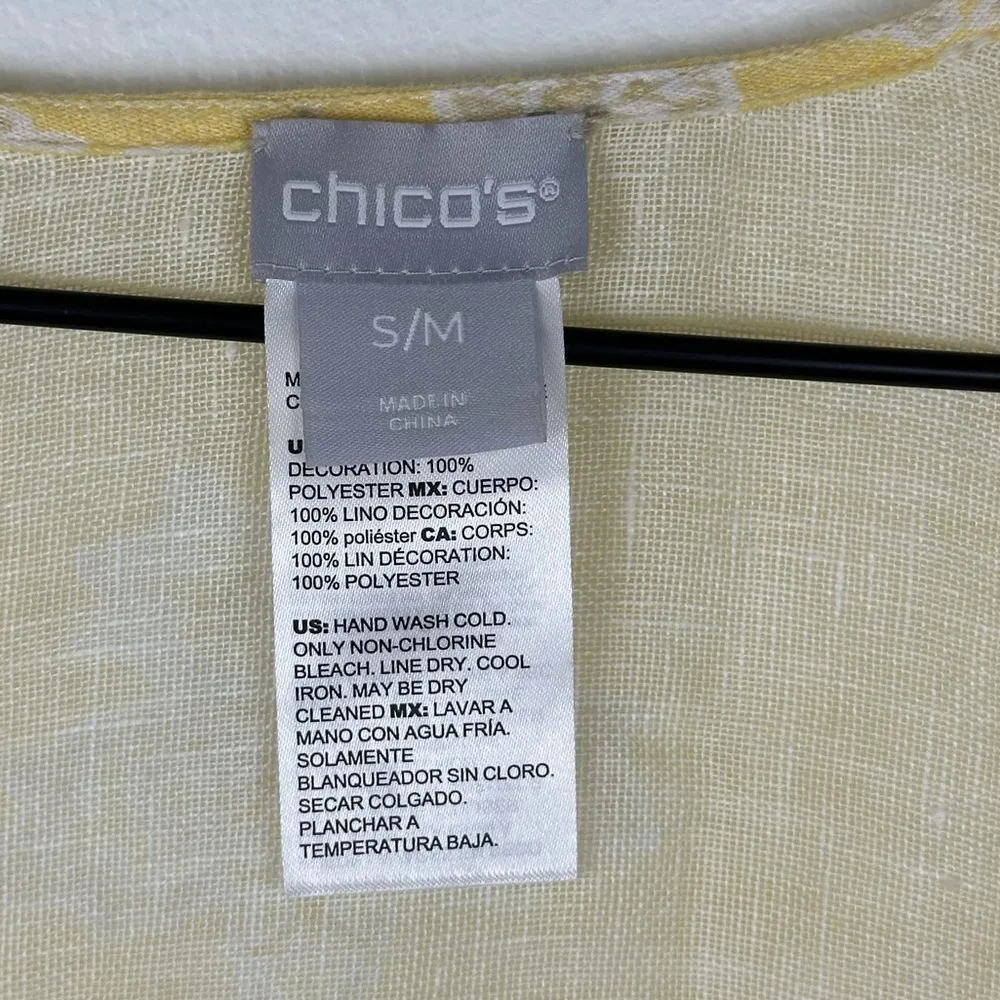 chico's®
S/M
MADE IN
CHINA
DECORATION: 100%
POLYESTER MX: CUERPO:
100% LINO DECORACIÓN:
100% poliéster CA: CORPS:
100% LIN DÉCORATION:
100% POLYESTER
US: HAND WASH COLD.
ONLY NON-CHLORINE
BLEACH. LINE DRY. COOL
IRON. MAY BE DRY
CLEANED MX: LAVAR A
MANO CON AGUA FRÍA.
SOLAMENTE
BLANQUEADOR SIN CLORO.
SECAR COLGADO.
PLANCHAR A
TEMPERATURA BAJA.